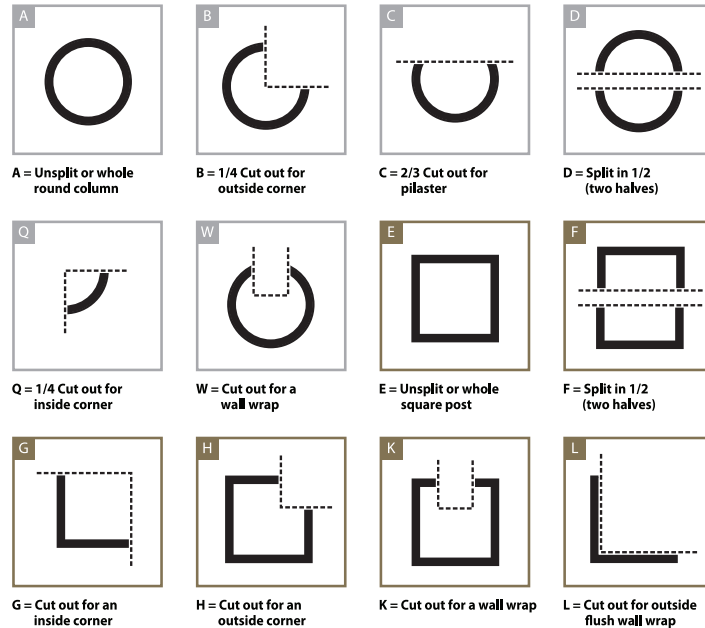 A
B
C
D
A = Unsplit or whole
round column
B = 1/4 Cut out for
outside corner
C = 2/3 Cut out for
pilaster
D = Split in 1/2
(two halves)
Q
W
E
F
Q = 1/4 Cut out for
inside corner
W = Cut out for a
wall wrap
E = Unsplit or whole
square post
F = Split in 1/2
(two halves)
G
H
K
L
G = Cut out for an
inside corner
H = Cut out for an
outside corner
K = Cut out for a wall wrap
L = Cut out for outside
flush wall wrap